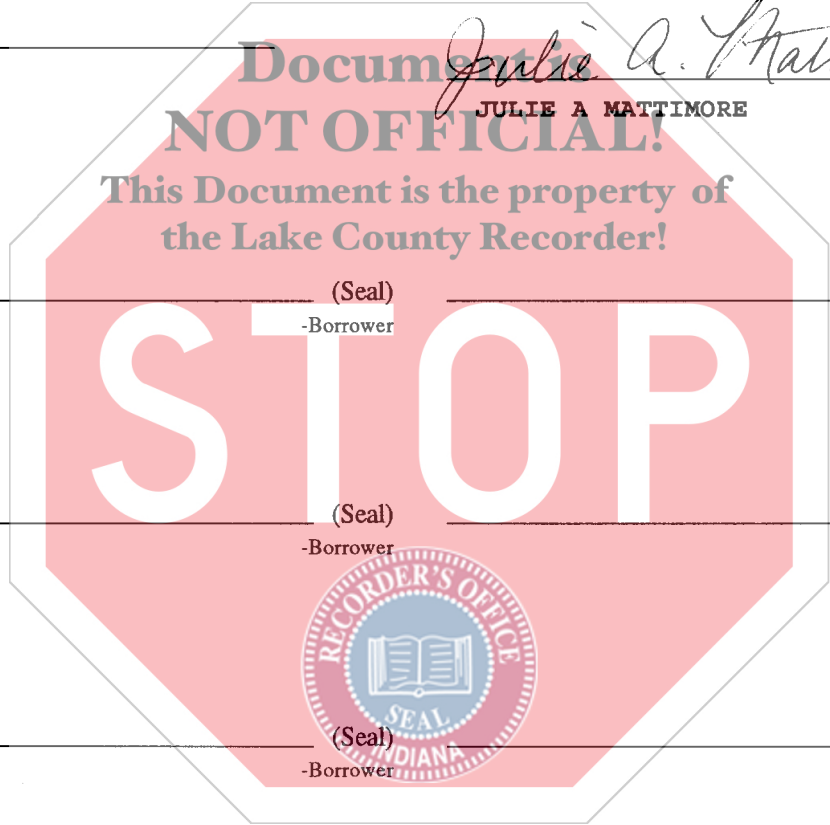 Document is
Julie A.
NOT OFFICIAL!
JULIE A MATTIMORE
This Document is the property of
the Lake County Recorder!
(Seal)
-Borrower
STOP
(Seal)
-Borrower
RECORDER'S OFFICE
SEAL
INDIANA
(Seal)
-Borrower